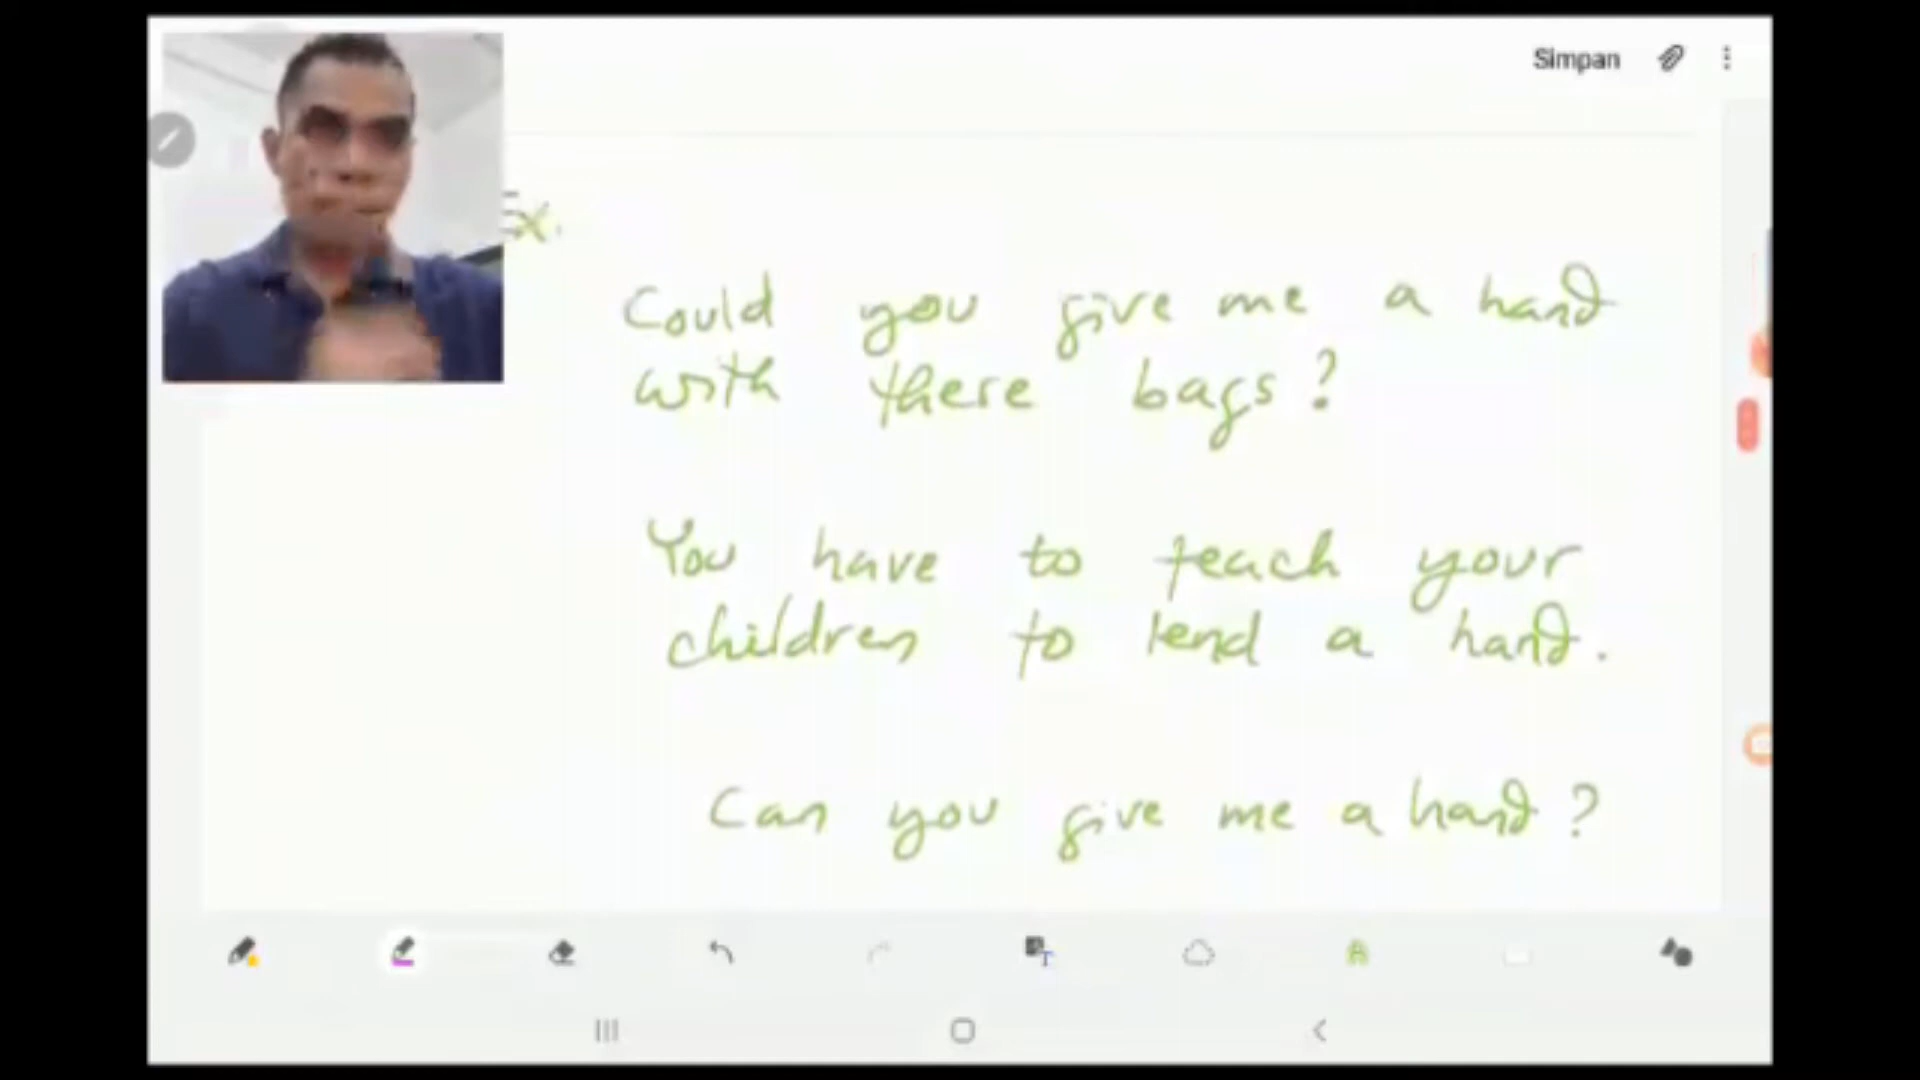 Simpan
Ex.
Could you give me a hand
with there bags?
You have to teach your
children to lend a hand.
Can you give me a hand?